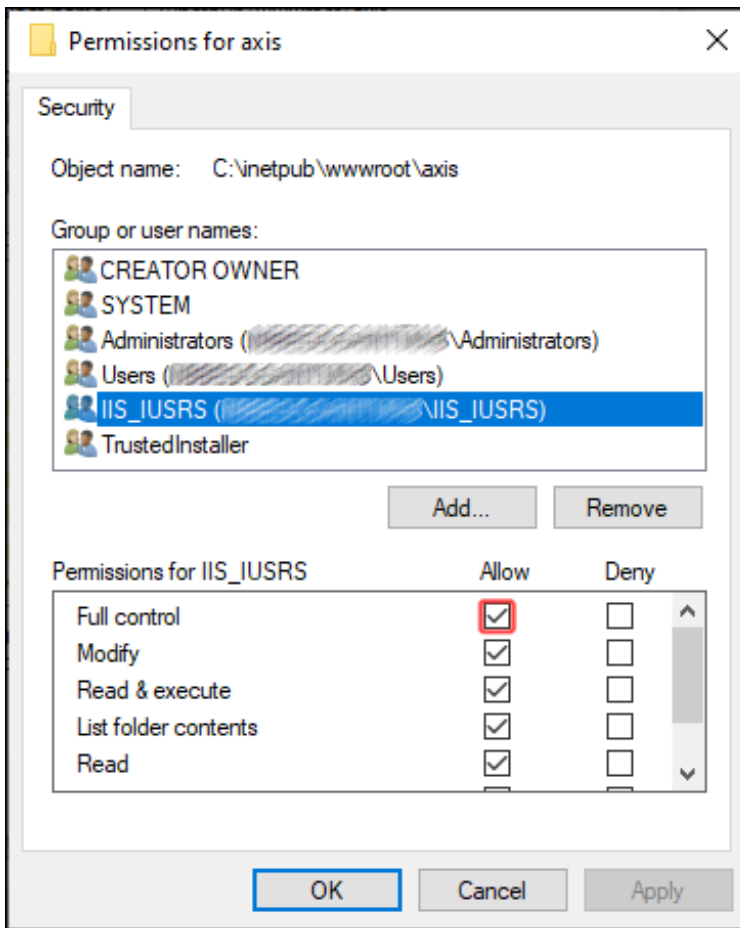 Permissions for axis
Security
Object name: C:\inetpub\wwwroot\axis
Group or user names:
CREATOR OWNER
SYSTEM
Administrators (\Administrators)
Users (\Users)
IIS_IUSRS (\IIS_IUSRS)
TrustedInstaller
Add... Remove
Permissions for IIS_IUSRS Allow Deny
Full control
Modify
Read & execute
List folder contents
Read
OK Cancel Apply